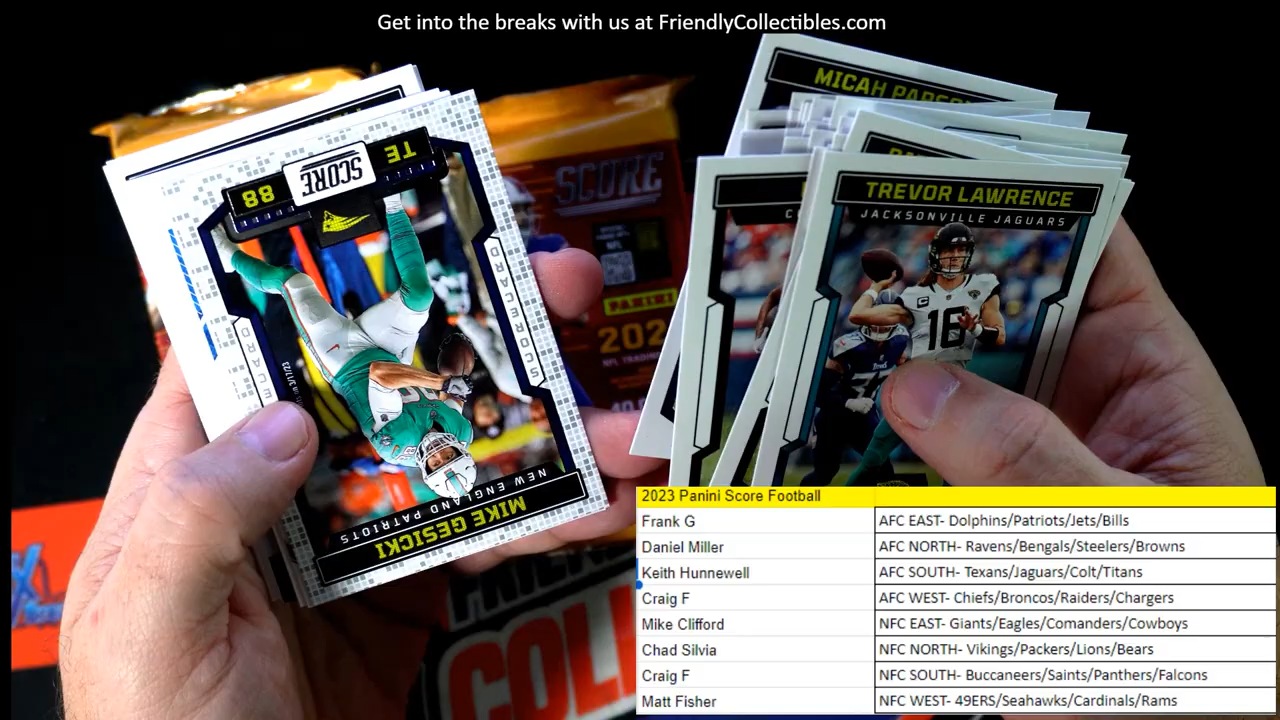 Get into the breaks with us at FriendlyCollectibles.com
MICAH
TREVOR LAWRENCE
JACKSONVILLE JAGUARS
16
TE
SCORE
88
SCORECARD
NEW ENGLAND PATRIOTS
MIKE GESICKI
SCORE
PANINI
202
2023 Panini Score Football
Frank G AFC EAST- Dolphins/Patriots/Jets/Bills
Daniel Miller AFC NORTH- Ravens/Bengals/Steelers/Browns
Keith Hunnewell AFC SOUTH- Texans/Jaguars/Colt/Titans
Craig F AFC WEST- Chiefs/Broncos/Raiders/Chargers
Mike Clifford NFC EAST- Giants/Eagles/Comanders/Cowboys
Chad Silvia NFC NORTH- Vikings/Packers/Lions/Bears
Craig F NFC SOUTH- Buccaneers/Saints/Panthers/Falcons
Matt Fisher NFC WEST- 49ERS/Seahawks/Cardinals/Rams